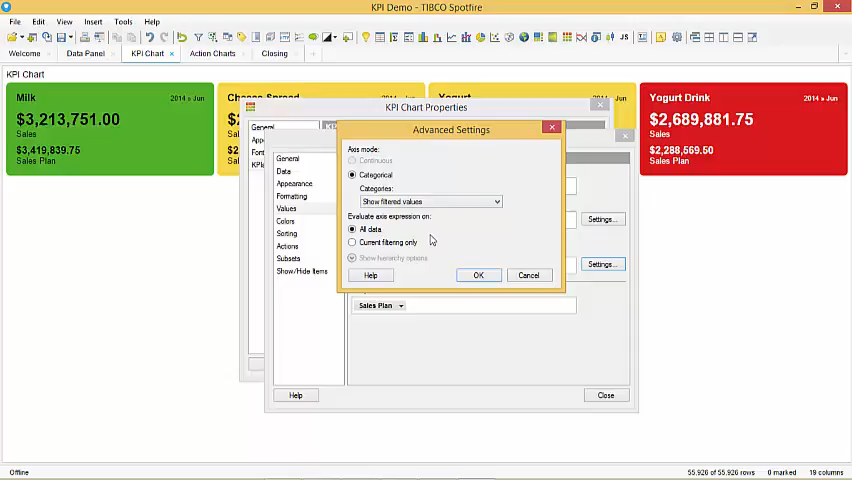 KPI Demo - TIBCO Spotfire
File Edit View Insert Tools Help
Welcome Data Panel KPI Chart Action Charts Closing
KPI Chart
Milk 2014 » Jun
$3,213,751.00
Sales
$3,419,839.75
Sales Plan
Yogurt Drink 2014 » Jun
$2,689,881.75
Sales
$2,288,569.50
Sales Plan
KPI Chart Properties
General
General
Data
Appearance
Formatting
Values
Colors
Sorting
Actions
Subsets
Show/Hide Items
Settings...
Settings...
Sales Plan
Help
Close
Advanced Settings
Axis mode:
Continuous
Categorical
Categories:
Show filtered values
Evaluate axis expression on:
All data
Current filtering only
Show hierarchy options
Help OK Cancel
Offline 55,926 of 55,926 rows 0 marked 19 columns